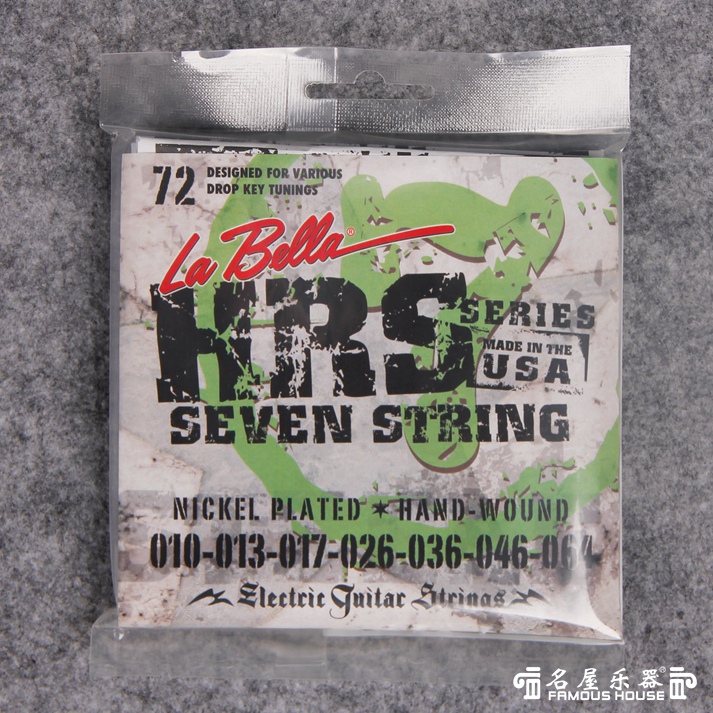 72 DESIGNED FOR VARIOUS
DROP KEY TUNINGS
La Bella®
HRS SERIES
MADE IN THE
USA
SEVEN STRING
NICKEL PLATED ✶ HAND-WOUND
010-013-017-026-036-046-064
Electric Guitar Strings
名屋乐器®
FAMOUS HOUSE